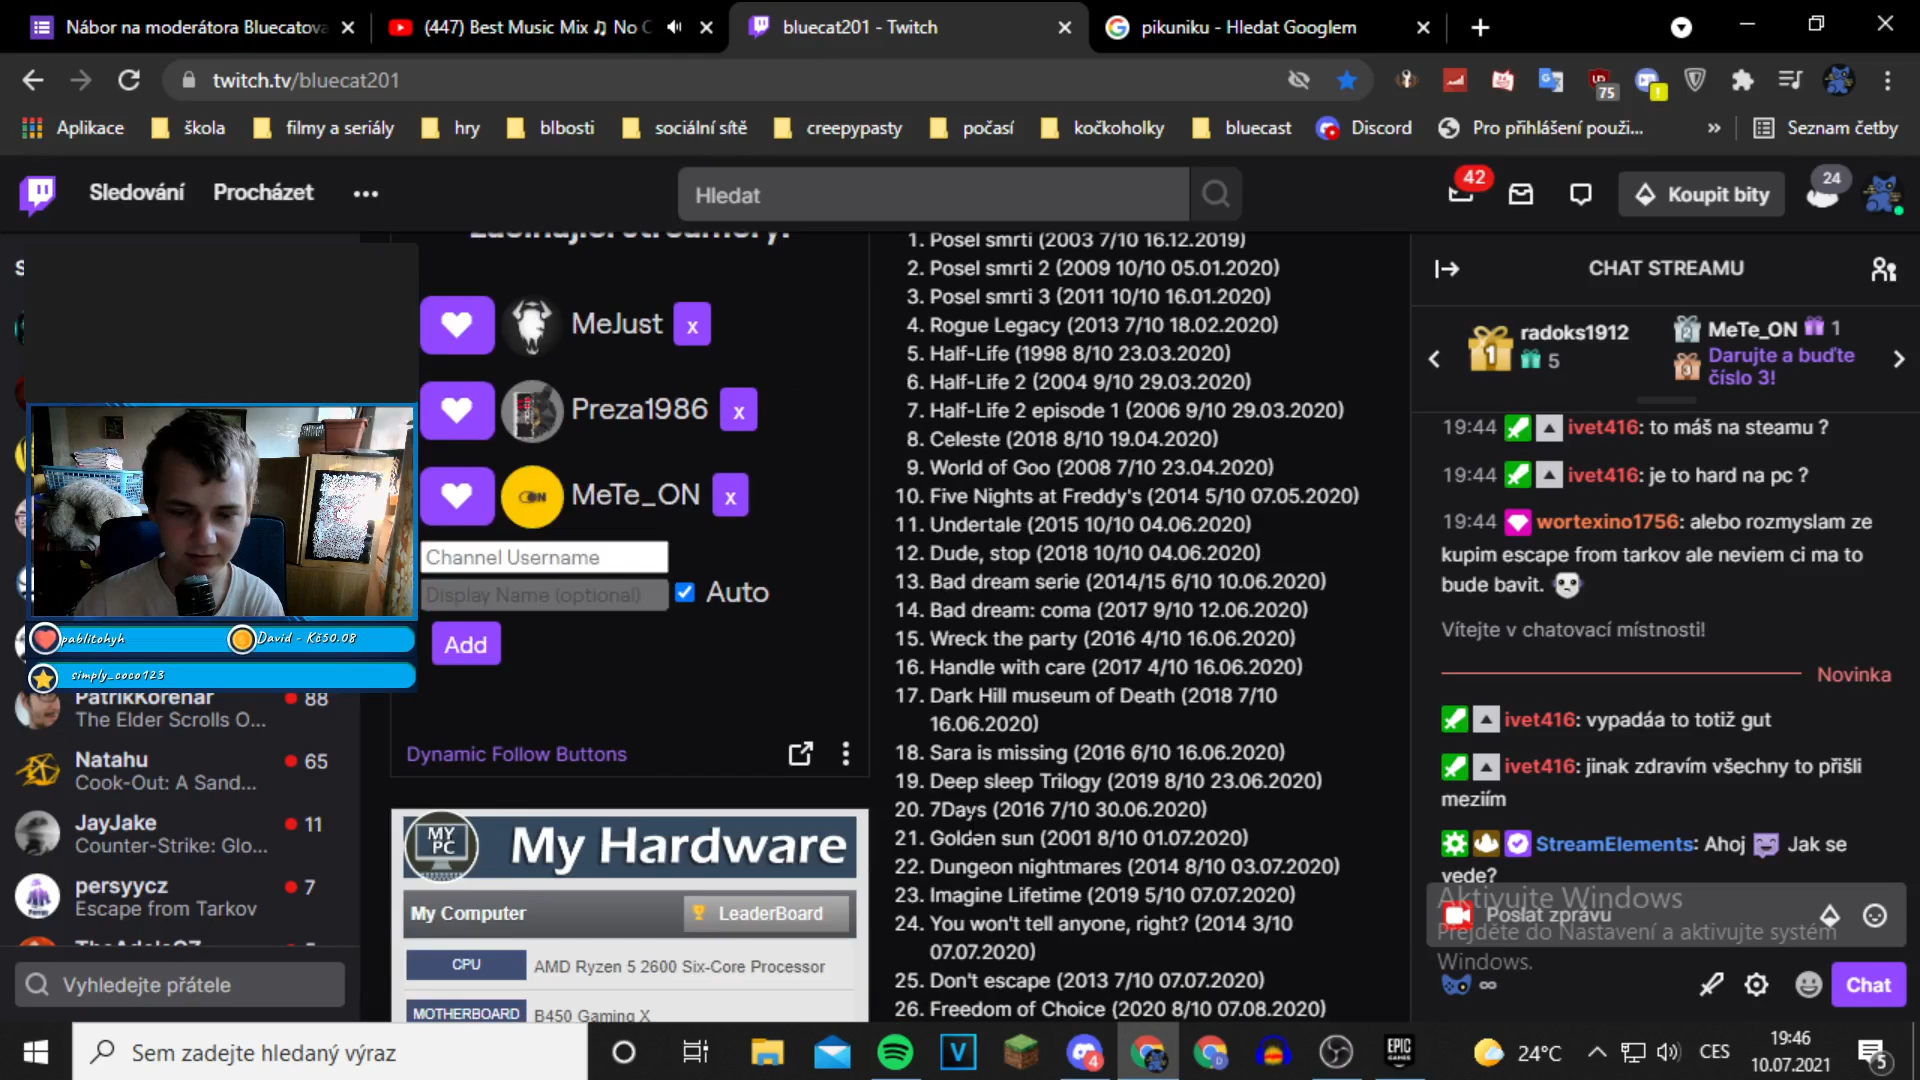 Nábor na moderátora Bluecatova
(447) Best Music Mix ♫ No C
bluecat201 - Twitch
pikuniku - Hledat Googlem
twitch.tv/bluecat201
75
Aplikace
škola
filmy a seriály
hry
blbosti
sociální sítě
creepypasty
počasí
kočkoholky
bluecast
Discord
Pro přihlášení použi...
»
Seznam četby
Sledování
Procházet
Hledat
42
Koupit bity
24
MeJust
x
Preza1986
x
MeTe_ON
x
Channel Username
Display Name (optional)
Auto
Add
Dynamic Follow Buttons
MY PC
My Hardware
My Computer
LeaderBoard
CPU
AMD Ryzen 5 2600 Six-Core Processor
MOTHERBOARD
B450 Gaming X
pablitohyh
David - Kč50.08
simply_coco123
PatrikKorenar
88
The Elder Scrolls O...
Natahu
65
Cook-Out: A Sand...
JayJake
11
Counter-Strike: Glo...
persyycz
7
Escape from Tarkov
Vyhledejte přátele
1. Posel smrti (2003 7/10 16.12.2019)
2. Posel smrti 2 (2009 10/10 05.01.2020)
3. Posel smrti 3 (2011 10/10 16.01.2020)
4. Rogue Legacy (2013 7/10 18.02.2020)
5. Half-Life (1998 8/10 23.03.2020)
6. Half-Life 2 (2004 9/10 29.03.2020)
7. Half-Life 2 episode 1 (2006 9/10 29.03.2020)
8. Celeste (2018 8/10 19.04.2020)
9. World of Goo (2008 7/10 23.04.2020)
10. Five Nights at Freddy's (2014 5/10 07.05.2020)
11. Undertale (2015 10/10 04.06.2020)
12. Dude, stop (2018 10/10 04.06.2020)
13. Bad dream serie (2014/15 6/10 10.06.2020)
14. Bad dream: coma (2017 9/10 12.06.2020)
15. Wreck the party (2016 4/10 16.06.2020)
16. Handle with care (2017 4/10 16.06.2020)
17. Dark Hill museum of Death (2018 7/10
16.06.2020)
18. Sara is missing (2016 6/10 16.06.2020)
19. Deep sleep Trilogy (2019 8/10 23.06.2020)
20. 7Days (2016 7/10 30.06.2020)
21. Golden sun (2001 8/10 01.07.2020)
22. Dungeon nightmares (2014 8/10 03.07.2020)
23. Imagine Lifetime (2019 5/10 07.07.2020)
24. You won't tell anyone, right? (2014 3/10
07.07.2020)
25. Don't escape (2013 7/10 07.07.2020)
26. Freedom of Choice (2020 8/10 07.08.2020)
CHAT STREAMU
1
radoks1912
5
2
MeTe_ON
1
3
Darujte a buďte
číslo 3!
19:44 ivet416: to máš na steamu ?
19:44 ivet416: je to hard na pc ?
19:44 wortexino1756: alebo rozmyslam ze
kupim escape from tarkov ale neviem ci ma to
bude bavit.
Vítejte v chatovací místnosti!
Novinka
ivet416: vypadáa to totiž gut
ivet416: jinak zdravím všechny to přišli
meziím
StreamElements: Ahoj Jak se
vede?
Poslat zprávu
Aktivujte Windows
Přejděte do Nastavení a aktivujte systém
Windows.
∞
Chat
Sem zadejte hledaný výraz
V
4
EPIC
GAMES
24°C
CES
19:46
10.07.2021
5